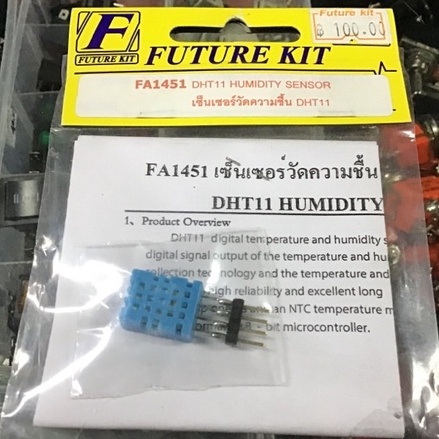 F
FUTURE KIT
FUTURE KIT
Future kit
฿ 100.00
FA1451 DHT11 HUMIDITY SENSOR
เซ็นเซอร์วัดความชื้น DHT11
FA1451 เซ็นเซอร์วัดความชื้น
DHT11 HUMIDITY
1、 Product Overview
DHT11 digital temperature and humidity
digital signal output of the temperature and hu
collection technology and the temperature and
high reliability and excellent long
an NTC temperature m
bit microcontroller.